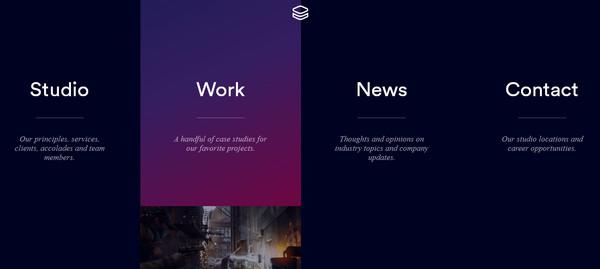 Studio
Our principles, services,
clients, accolades and team
members.
Work
A handful of case studies for
our favorite projects.
News
Thoughts and opinions on
industry topics and company
updates.
Contact
Our studio locations and
career opportunities.